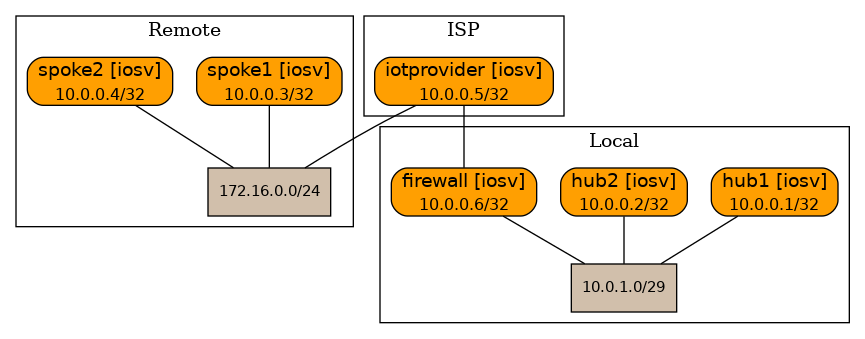 Remote
spoke2 [iosv]
10.0.0.4/32
spoke1 [iosv]
10.0.0.3/32
172.16.0.0/24
ISP
iotprovider [iosv]
10.0.0.5/32
Local
firewall [iosv]
10.0.0.6/32
hub2 [iosv]
10.0.0.2/32
hub1 [iosv]
10.0.0.1/32
10.0.1.0/29